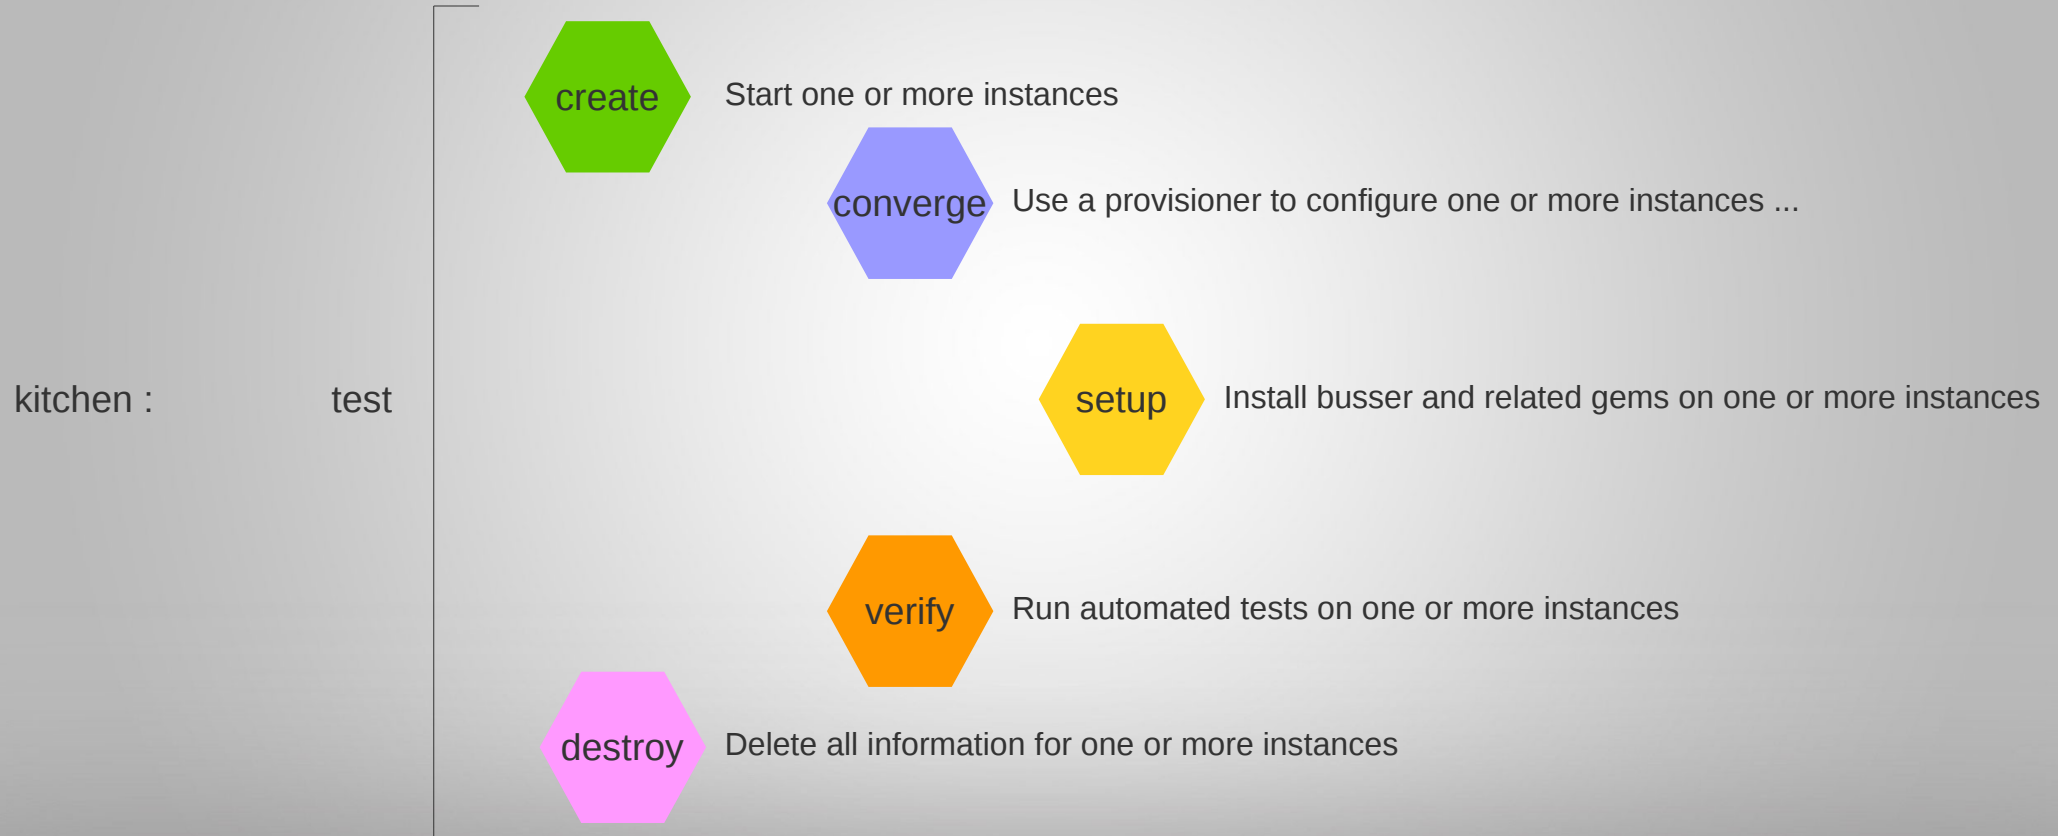 create
Start one or more instances
converge
Use a provisioner to configure one or more instances ...
kitchen :
test
setup
Install busser and related gems on one or more instances
verify
Run automated tests on one or more instances
destroy
Delete all information for one or more instances